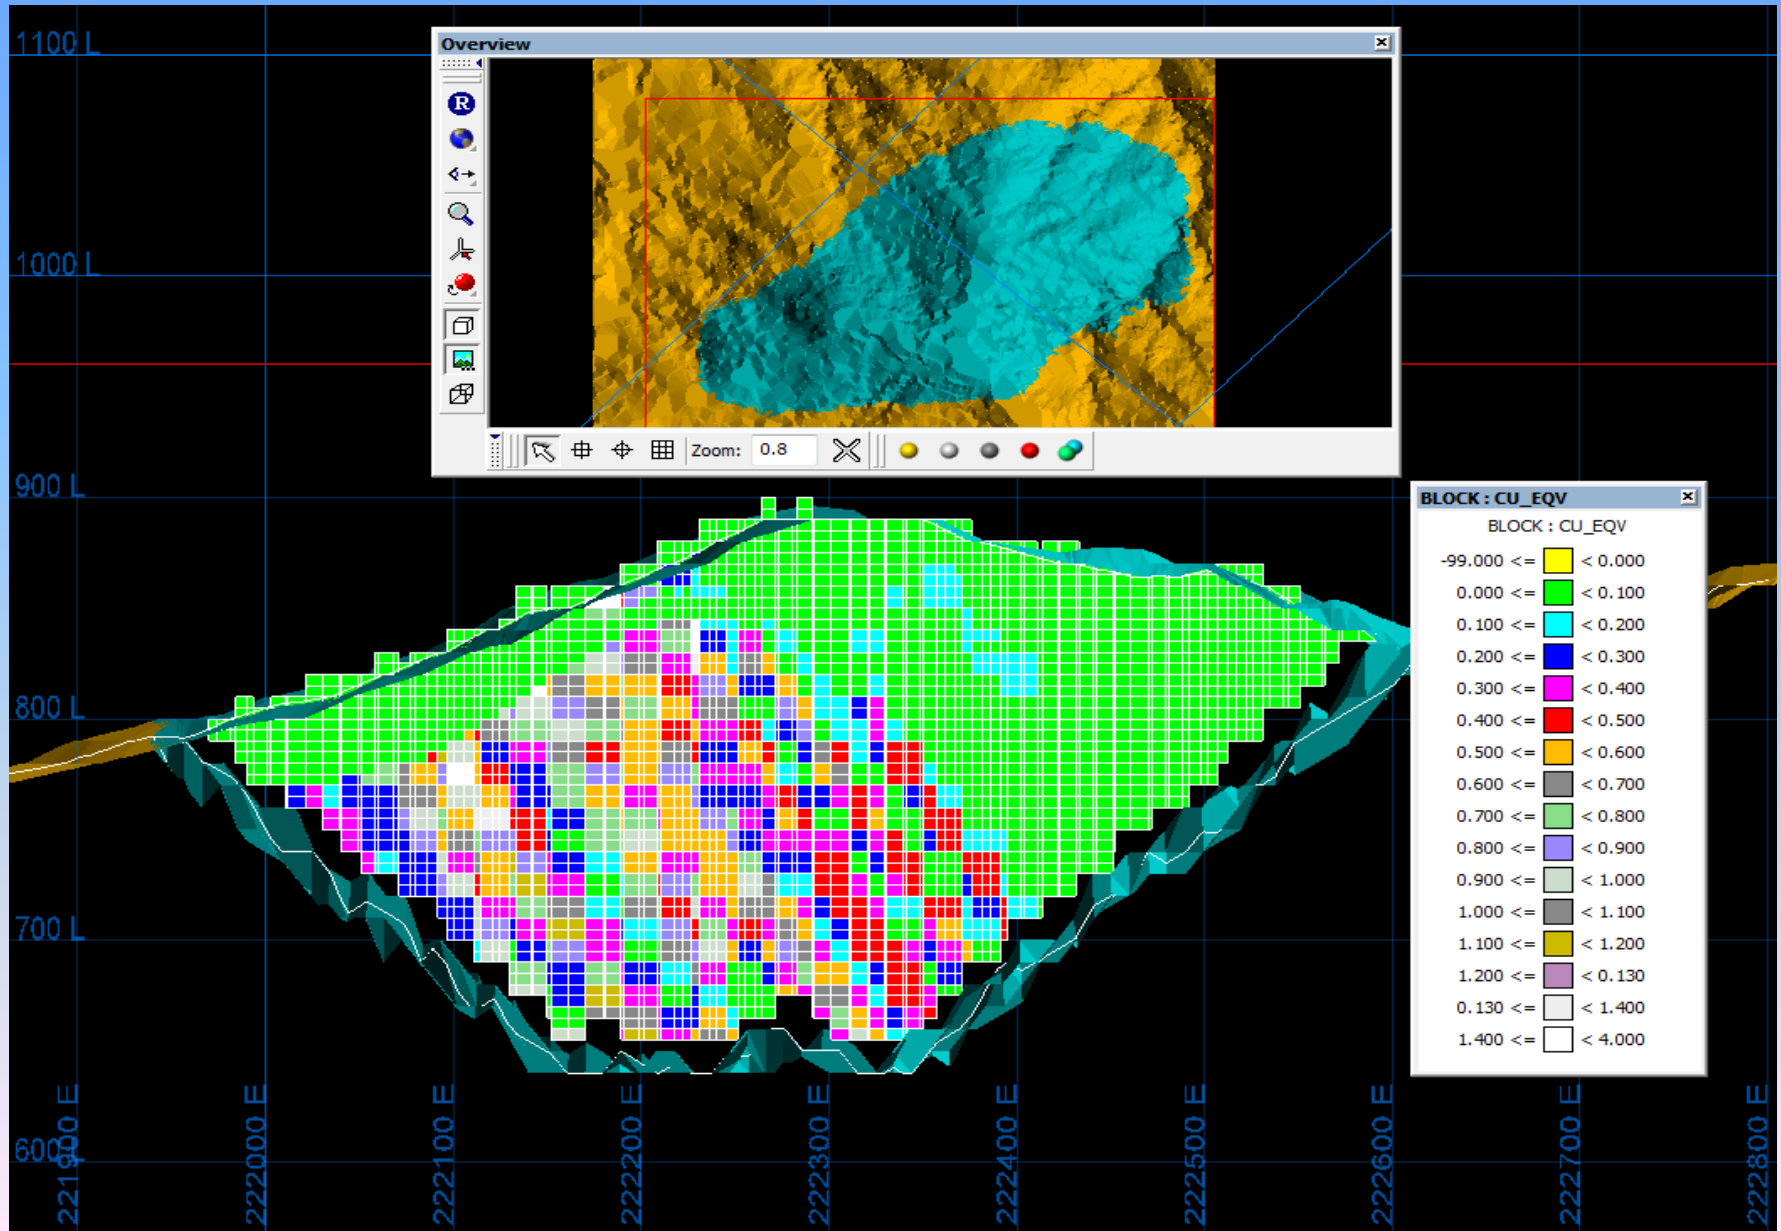 1100 L
Overview
R
1000 L
Zoom: 0.8
900 L
BLOCK : CU_EQV
BLOCK : CU_EQV
-99.000 <= < 0.000
0.000 <= < 0.100
0.100 <= < 0.200
0.200 <= < 0.300
0.300 <= < 0.400
0.400 <= < 0.500
0.500 <= < 0.600
0.600 <= < 0.700
0.700 <= < 0.800
0.800 <= < 0.900
0.900 <= < 1.000
1.000 <= < 1.100
1.100 <= < 1.200
1.200 <= < 0.130
0.130 <= < 1.400
1.400 <= < 4.000
800 L
700 L
600 L
221900 E
222000 E
222100 E
222200 E
222300 E
222400 E
222500 E
222600 E
222700 E
222800 E